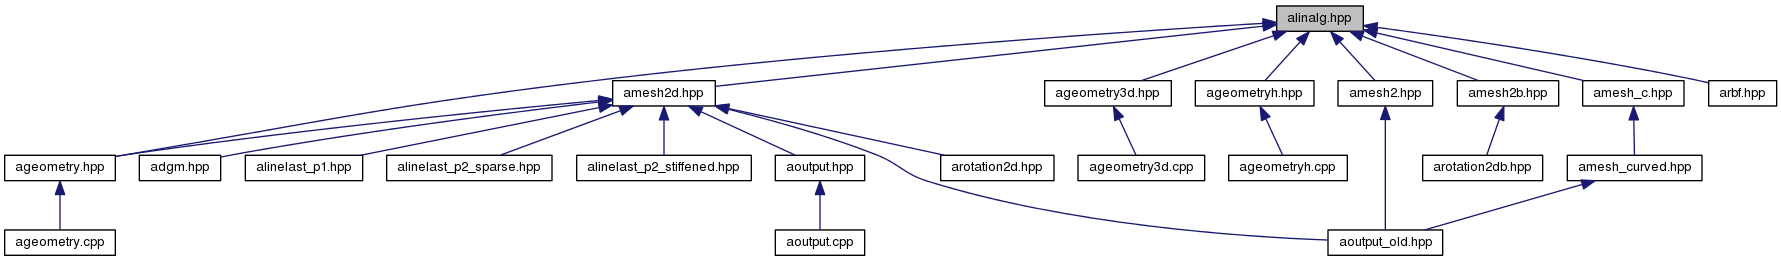 alinalg.hpp
amesh2d.hpp
ageometry3d.hpp
ageometryh.hpp
amesh2.hpp
amesh2b.hpp
amesh_c.hpp
arbf.hpp
ageometry.hpp
adgm.hpp
alinelast_p1.hpp
alinelast_p2_sparse.hpp
alinelast_p2_stiffened.hpp
aoutput.hpp
arotation2d.hpp
ageometry3d.cpp
ageometryh.cpp
arotation2db.hpp
amesh_curved.hpp
ageometry.cpp
aoutput.cpp
aoutput_old.hpp